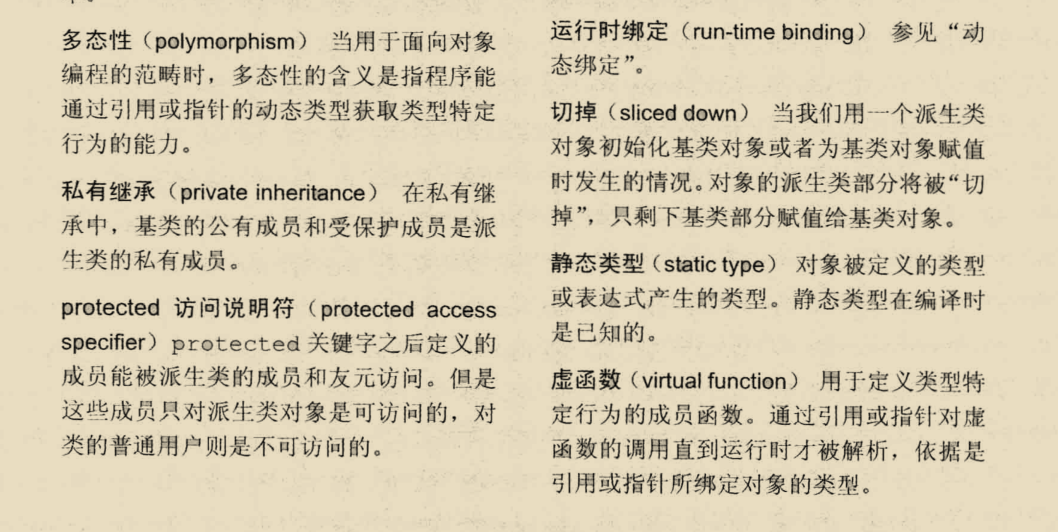 多态性（polymorphism） 当用于面向对象
编程的范畴时，多态性的含义是指程序能
通过引用或指针的动态类型获取类型特定
行为的能力。
私有继承（private inheritance） 在私有继
承中，基类的公有成员和受保护成员是派
生类的私有成员。
protected 访问说明符（protected access
specifier）protected 关键字之后定义的
成员能被派生类的成员和友元访问。但是
这些成员只对派生类对象是可访问的，对
类的普通用户则是不可访问的。
运行时绑定（run-time binding） 参见“动
态绑定”。
切掉（sliced down） 当我们用一个派生类
对象初始化基类对象或者为基类对象赋值
时发生的情况。对象的派生类部分将被“切
掉”，只剩下基类部分赋值给基类对象。
静态类型（static type） 对象被定义的类型
或表达式产生的类型。静态类型在编译时
是已知的。
虚函数（virtual function） 用于定义类型特
定行为的成员函数。通过引用或指针对虚
函数的调用直到运行时才被解析，依据是
引用或指针所绑定对象的类型。